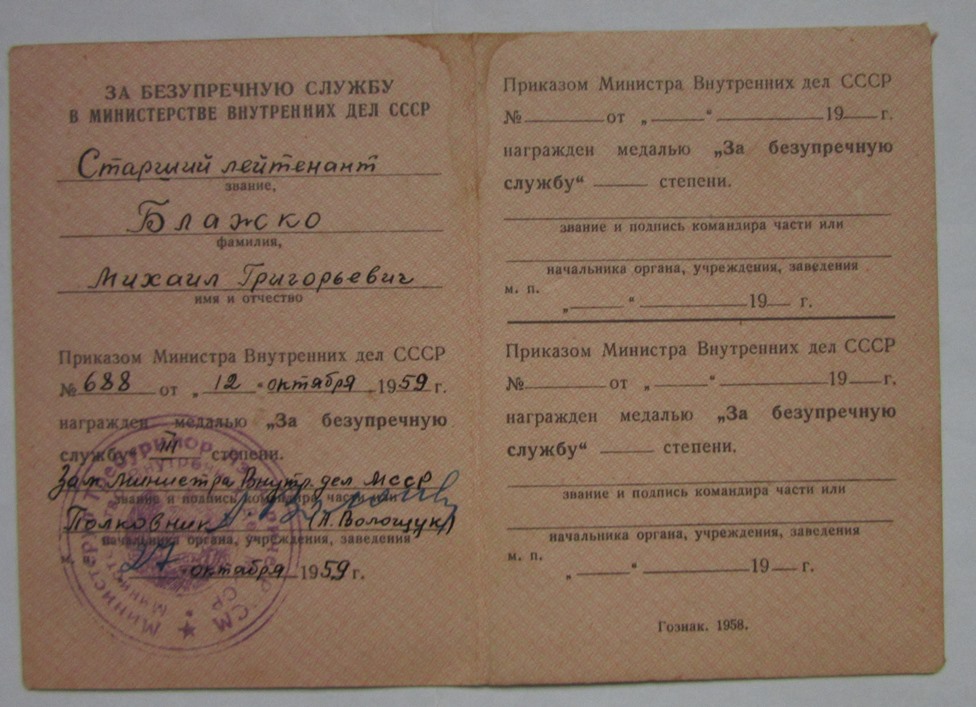 ЗА БЕЗУПРЕЧНУЮ СЛУЖБУ
В МИНИСТЕРСТВЕ ВНУТРЕННИХ ДЕЛ СССР
Старший лейтенант
звание,
Блажко
фамилия,
Михаил Григорьевич
имя и отчество
Приказом Министра Внутренних дел СССР
№ 688 от „ 12 “ октября 1959 г.
награжден медалью „За безупречную
службу“ III степени.
Зам. Министра Внутр. дел МССР
звание и подпись командира части
Полковник (П. Волощук)
начальника органа, учреждения, заведения
27 октября 1959 г.
Приказом Министра Внутренних дел СССР
№ от „ “ 19 г.
награжден медалью „За безупречную
службу“ степени.
звание и подпись командира части или
начальника органа, учреждения, заведения
м. п.
„ “ 19 г.
Приказом Министра Внутренних дел СССР
№ от „ “ 19 г.
награжден медалью „За безупречную
службу“ степени.
звание и подпись командира части или
начальника органа, учреждения, заведения
м. п.
„ “ 19 г.
Гознак. 1958.